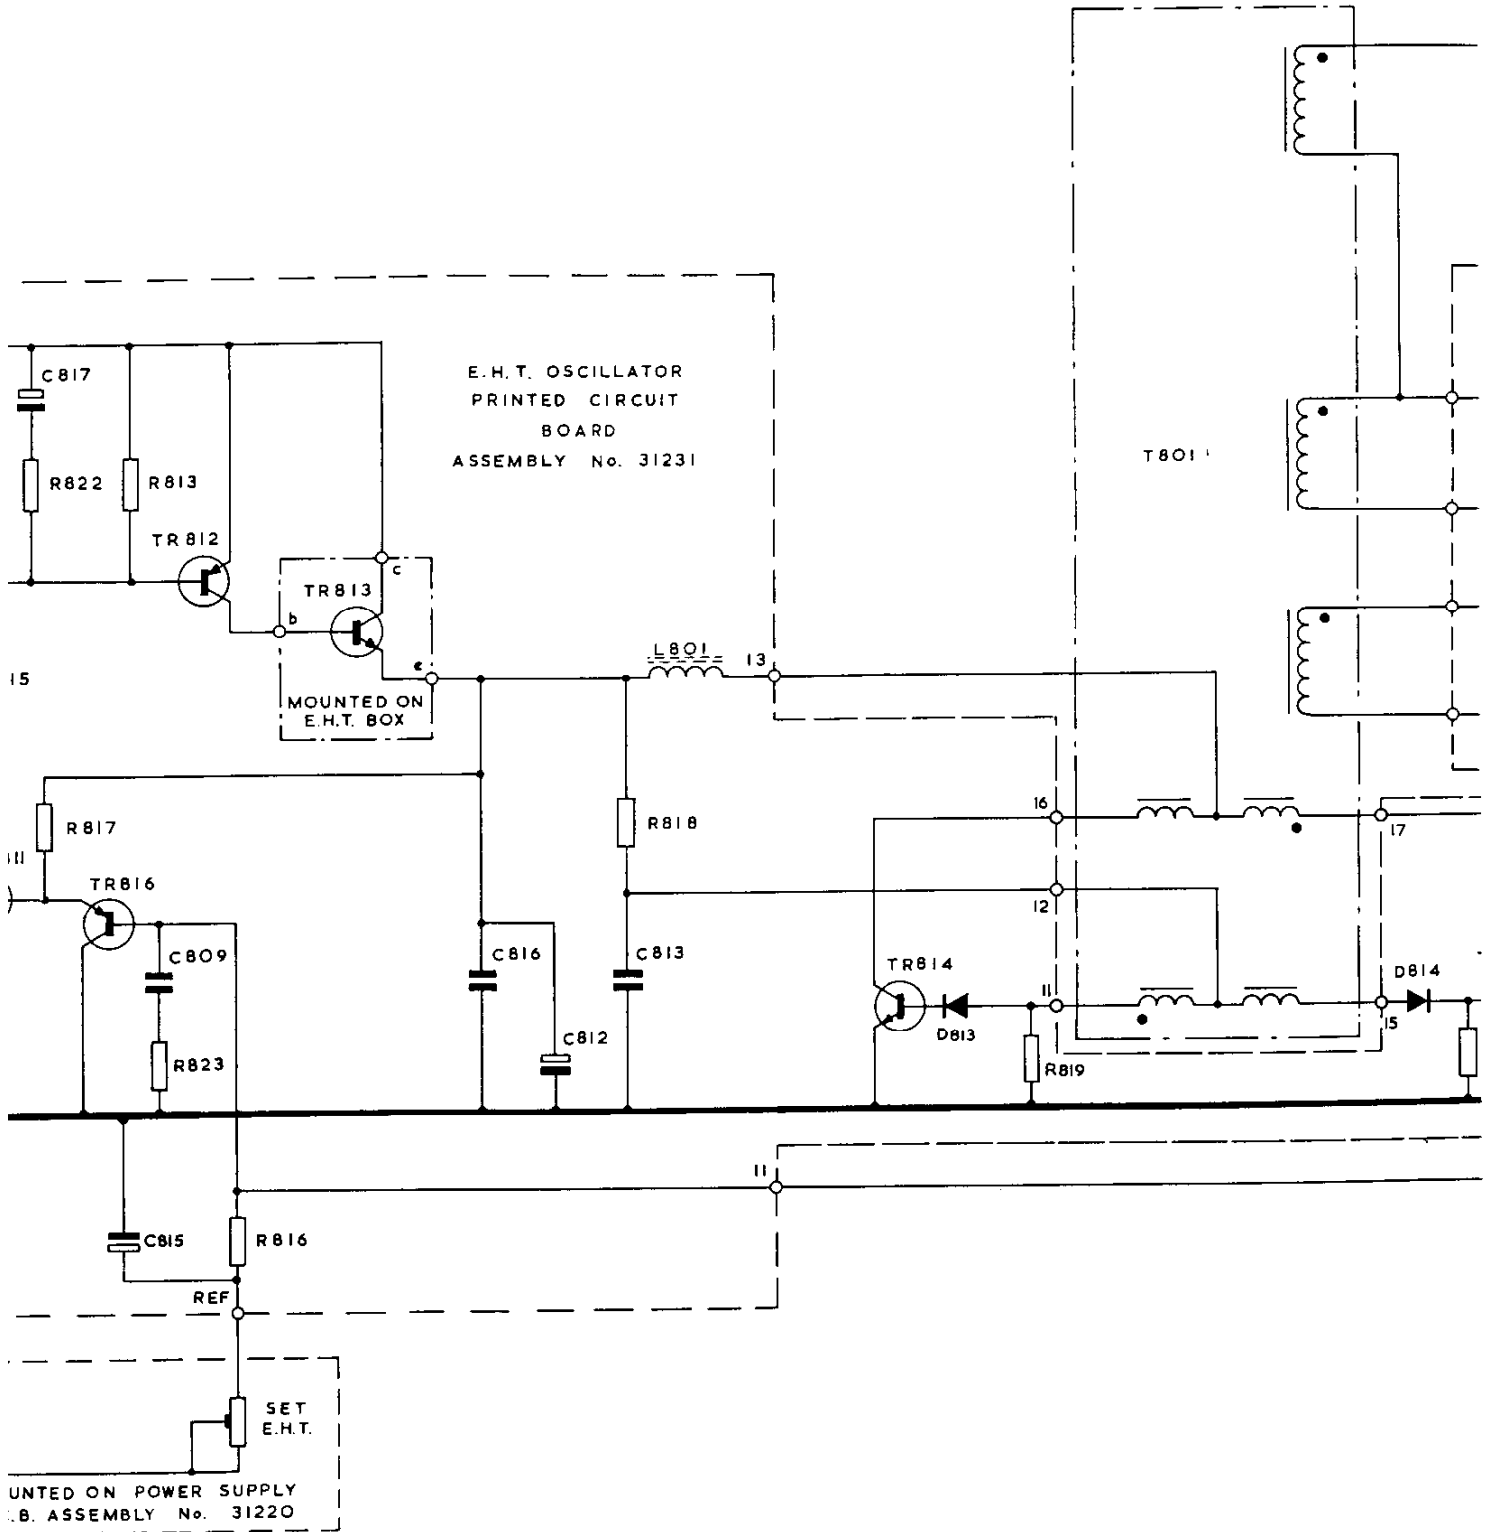 C817
E.H.T. OSCILLATOR
PRINTED CIRCUIT
BOARD
ASSEMBLY No. 31231
T801
R822
R813
TR812
c
TR813
b
e
L801
13
15
MOUNTED ON
E.H.T. BOX
16
R817
R818
17
11
TR816
12
C809
C816
C813
TR814
D814
11
15
D813
C812
R823
R819
11
C815
R816
REF
SET
E.H.T.
UNTED ON POWER SUPPLY
.B. ASSEMBLY No. 31220